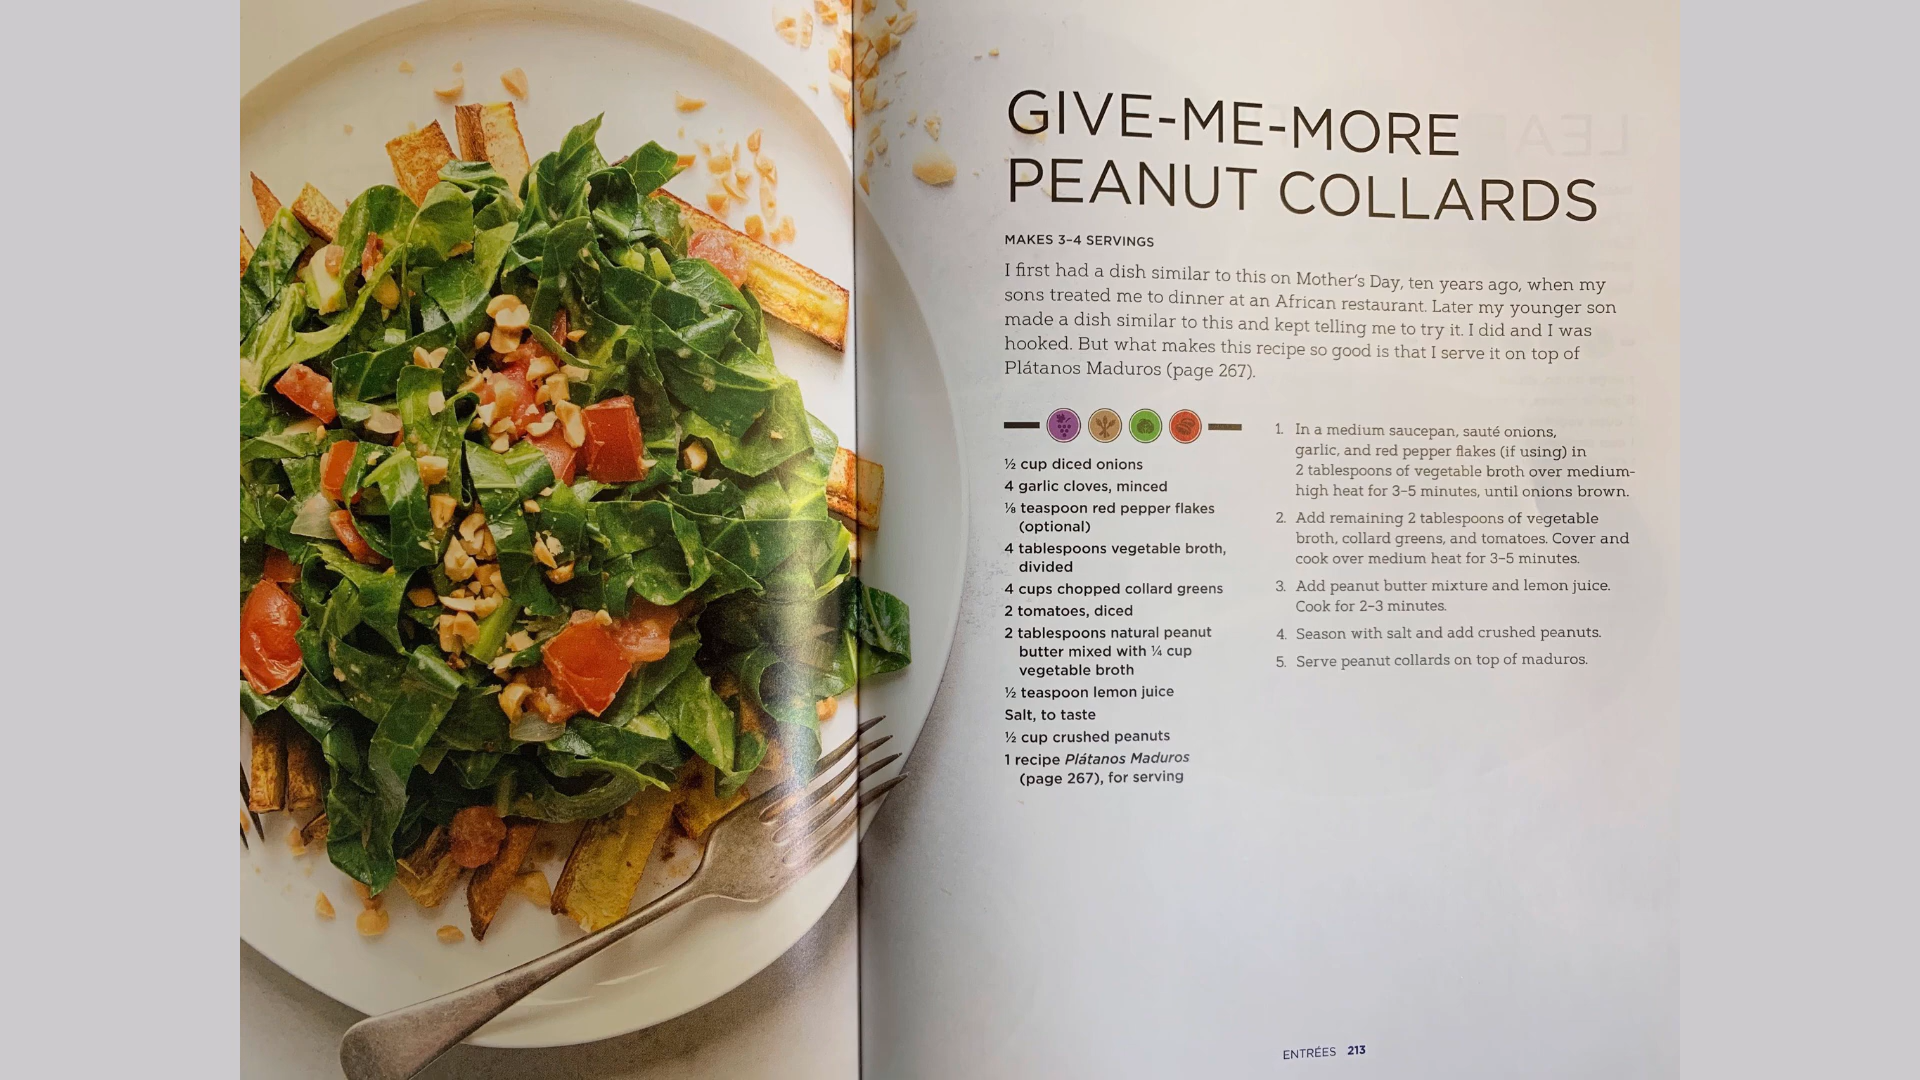 GIVE-ME-MORE
PEANUT COLLARDS
MAKES 3–4 SERVINGS
I first had a dish similar to this on Mother's Day, ten years ago, when my
sons treated me to dinner at an African restaurant. Later my younger son
made a dish similar to this and kept telling me to try it. I did and I was
hooked. But what makes this recipe so good is that I serve it on top of
Plátanos Maduros (page 267).
½ cup diced onions
4 garlic cloves, minced
⅛ teaspoon red pepper flakes
(optional)
4 tablespoons vegetable broth,
divided
4 cups chopped collard greens
2 tomatoes, diced
2 tablespoons natural peanut
butter mixed with ¼ cup
vegetable broth
½ teaspoon lemon juice
Salt, to taste
½ cup crushed peanuts
1 recipe Plátanos Maduros
(page 267), for serving
1. In a medium saucepan, sauté onions,
garlic, and red pepper flakes (if using) in
2 tablespoons of vegetable broth over medium-
high heat for 3–5 minutes, until onions brown.
2. Add remaining 2 tablespoons of vegetable
broth, collard greens, and tomatoes. Cover and
cook over medium heat for 3–5 minutes.
3. Add peanut butter mixture and lemon juice.
Cook for 2–3 minutes.
4. Season with salt and add crushed peanuts.
5. Serve peanut collards on top of maduros.
ENTRÉES 213